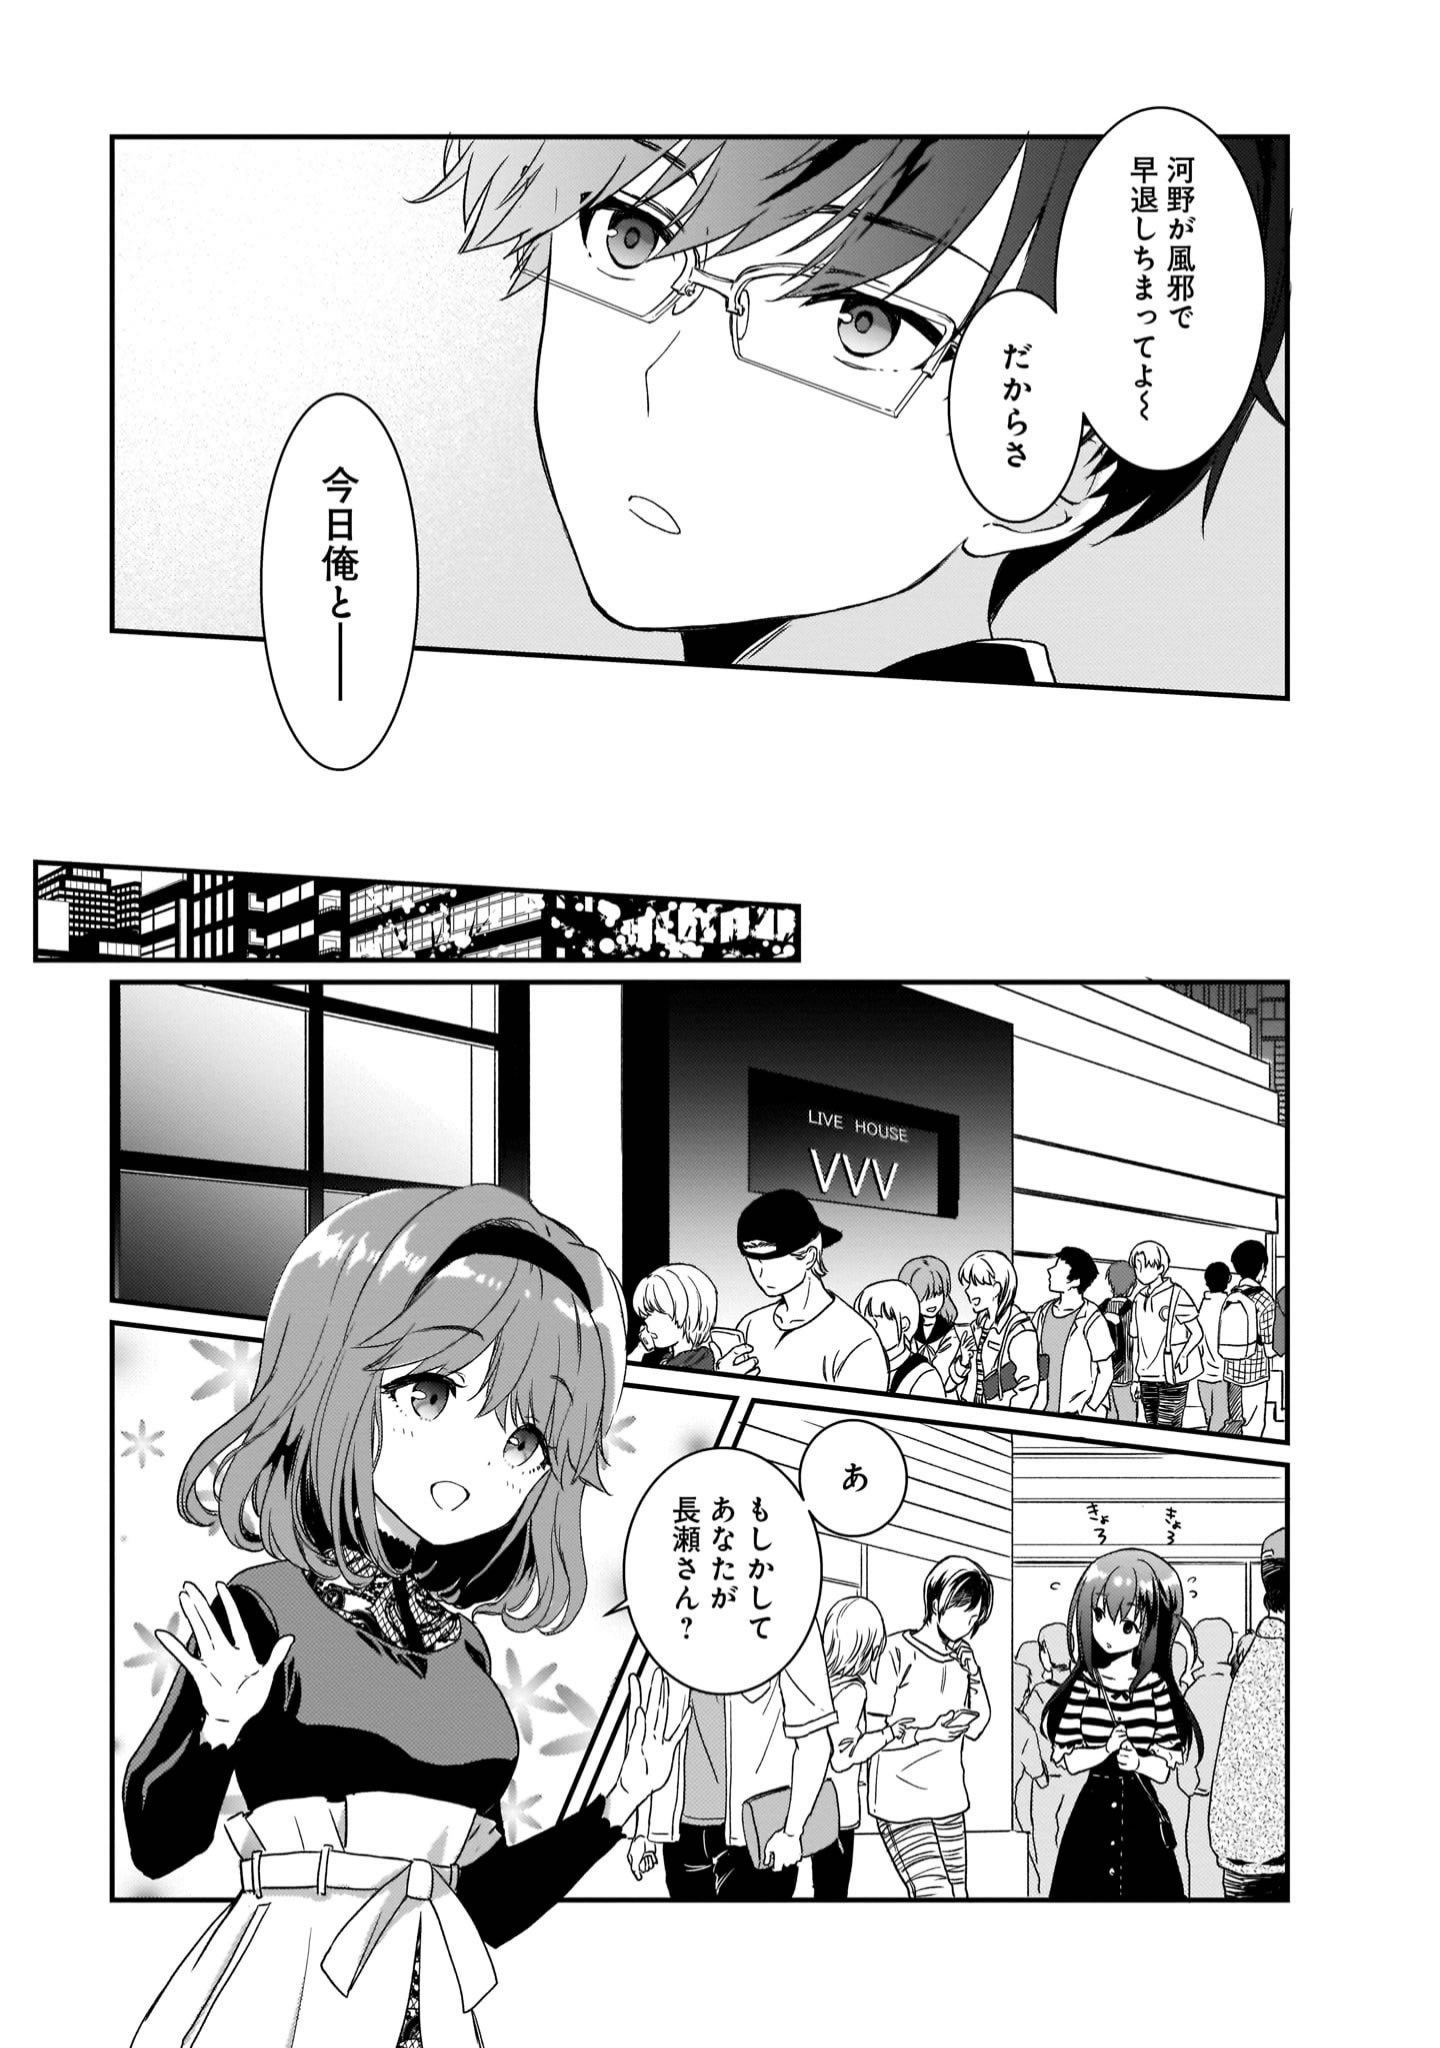 河野が風邪で
早退しちまってよ〜
だからさ
今日俺と――
LIVE HOUSE
VVV
きょろ
きょろ
あ
もしかして
あなたが
長瀬さん?